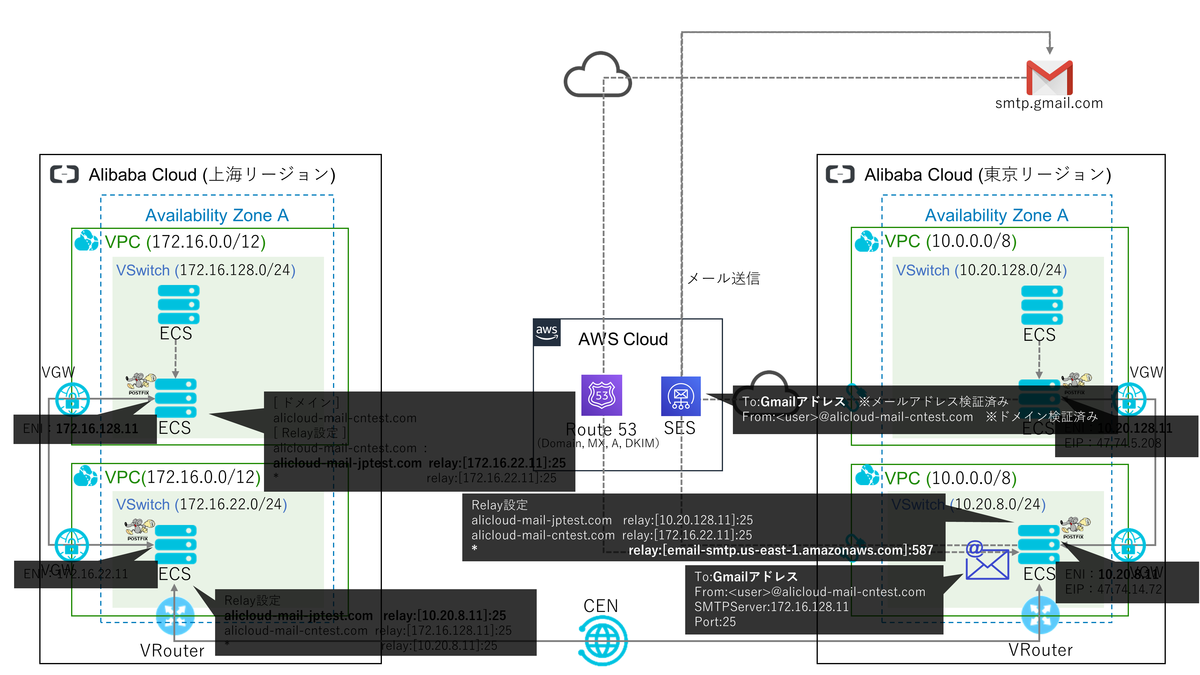 smtp.gmail.com
Alibaba Cloud (上海リージョン)
Availability Zone A
VPC (172.16.0.0/12)
VSwitch (172.16.128.0/24)
ECS
VGW
POSTFIX
ENI：172.16.128.11
ECS
[ ドメイン ]
alicloud-mail-cntest.com
[ Relay設定 ]
alicloud-mail-cntest.com :
alicloud-mail-jptest.com relay:[172.16.22.11]:25
* relay:[172.16.22.11]:25
VPC(172.16.0.0/12)
VSwitch (172.16.22.0/24)
POSTFIX
ENI：172.16.22.11
VGW
ECS
Relay設定
alicloud-mail-jptest.com relay:[10.20.8.11]:25
alicloud-mail-cntest.com relay:[172.16.128.11]:25
* relay:[10.20.8.11]:25
VRouter
CEN
メール送信
aws
AWS Cloud
53
Route 53
(Domain, MX, A, DKIM)
SES
Alibaba Cloud (東京リージョン)
Availability Zone A
VPC (10.0.0.0/8)
VSwitch (10.20.128.0/24)
ECS
VGW
POSTFIX
To:Gmailアドレス ※メールアドレス検証済み
From:<user>@alicloud-mail-cntest.com ※ドメイン検証済み
ECS
ENI：10.20.128.11
EIP：47.74.5.208
VPC (10.0.0.0/8)
VSwitch (10.20.8.0/24)
Relay設定
alicloud-mail-jptest.com relay:[10.20.128.11]:25
alicloud-mail-cntest.com relay:[172.16.22.11]:25
* relay:[email-smtp.us-east-1.amazonaws.com]:587
POSTFIX
ECS
VGW
ENI：10.20.8.11
EIP：47.74.14.72
To:Gmailアドレス
From:<user>@alicloud-mail-cntest.com
SMTPServer:172.16.128.11
Port:25
VRouter